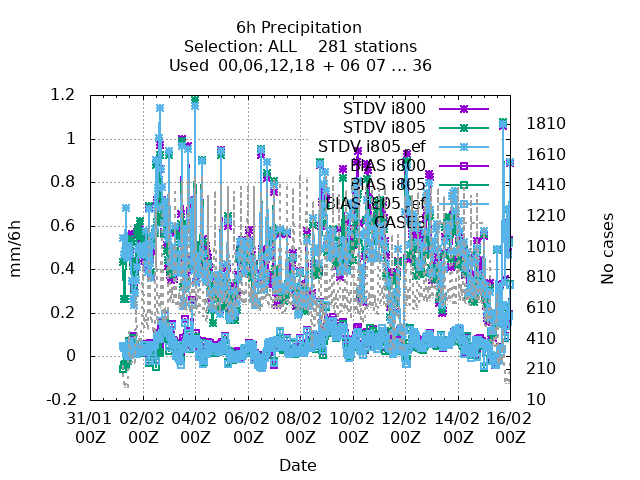 6h Precipitation
Selection: ALL    281 stations
Used  00,06,12,18 + 06 07 ... 36
STDV i800
STDV i805
STDV i805_ef
BIAS i800
BIAS i805
BIAS i805_ef
CASES
mm/6h
1.2
1
0.8
0.6
0.4
0.2
0
-0.2
No cases
1810
1610
1410
1210
1010
810
610
410
210
10
31/01 02/02 04/02 06/02 08/02 10/02 12/02 14/02 16/02
00Z 00Z 00Z 00Z 00Z 00Z 00Z 00Z 00Z
Date